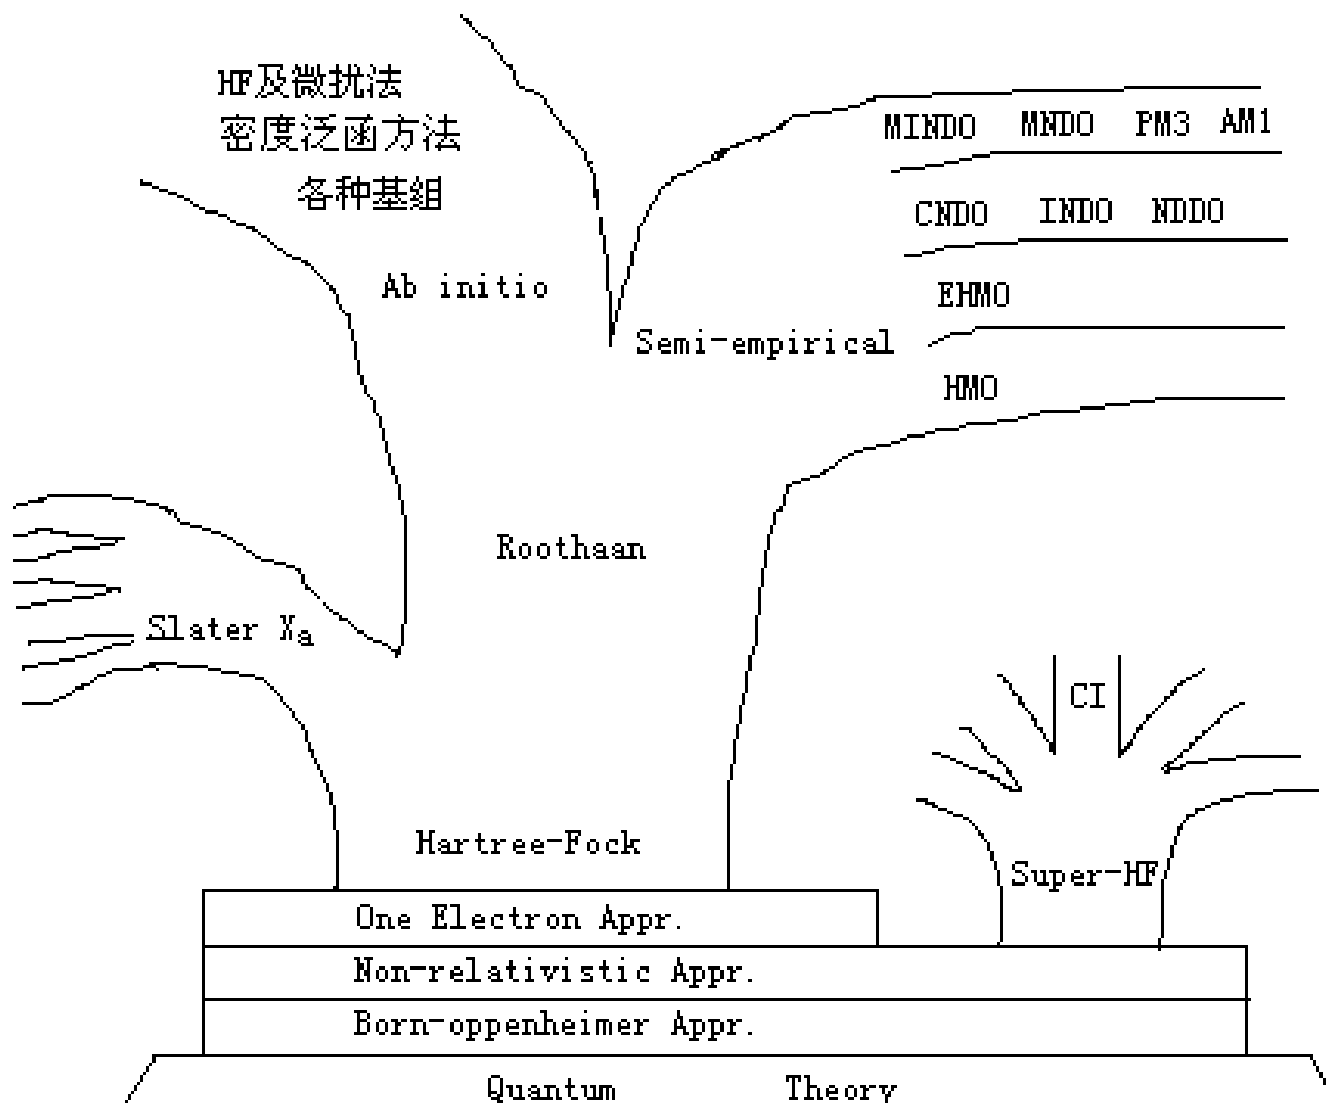 HF及微扰法
密度泛函方法
各种基组
MINDO MNDO PM3 AM1
CNDO INDO NDDO
Ab initio
EHMO
Semi-empirical
HMO
Roothaan
Slater Xa
CI
Hartree-Fock
Super-HF
One Electron Appr.
Non-relativistic Appr.
Born-oppenheimer Appr.
Quantum Theory